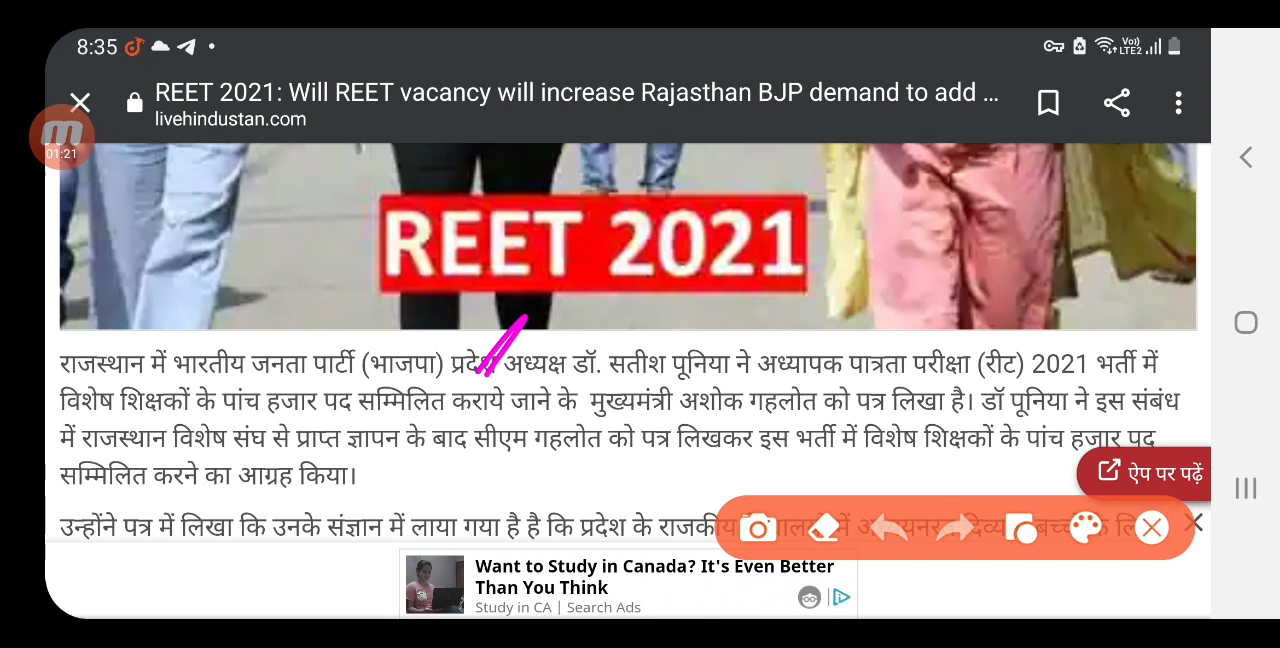 8:35
Vo)
LTE2
REET 2021: Will REET vacancy will increase Rajasthan BJP demand to add ...
livehindustan.com
01:21
REET 2021
राजस्थान में भारतीय जनता पार्टी (भाजपा) प्रदेश अध्यक्ष डॉ. सतीश पूनिया ने अध्यापक पात्रता परीक्षा (रीट) 2021 भर्ती में
विशेष शिक्षकों के पांच हजार पद सम्मिलित कराये जाने के मुख्यमंत्री अशोक गहलोत को पत्र लिखा है। डॉ पूनिया ने इस संबंध
में राजस्थान विशेष संघ से प्राप्त ज्ञापन के बाद सीएम गहलोत को पत्र लिखकर इस भर्ती में विशेष शिक्षकों के पांच हजार पद
सम्मिलित करने का आग्रह किया।
ऐप पर पढ़ें
उन्होंने पत्र में लिखा कि उनके संज्ञान में लाया गया है है कि प्रदेश के
Want to Study in Canada? It's Even Better
Than You Think
Study in CA | Search Ads